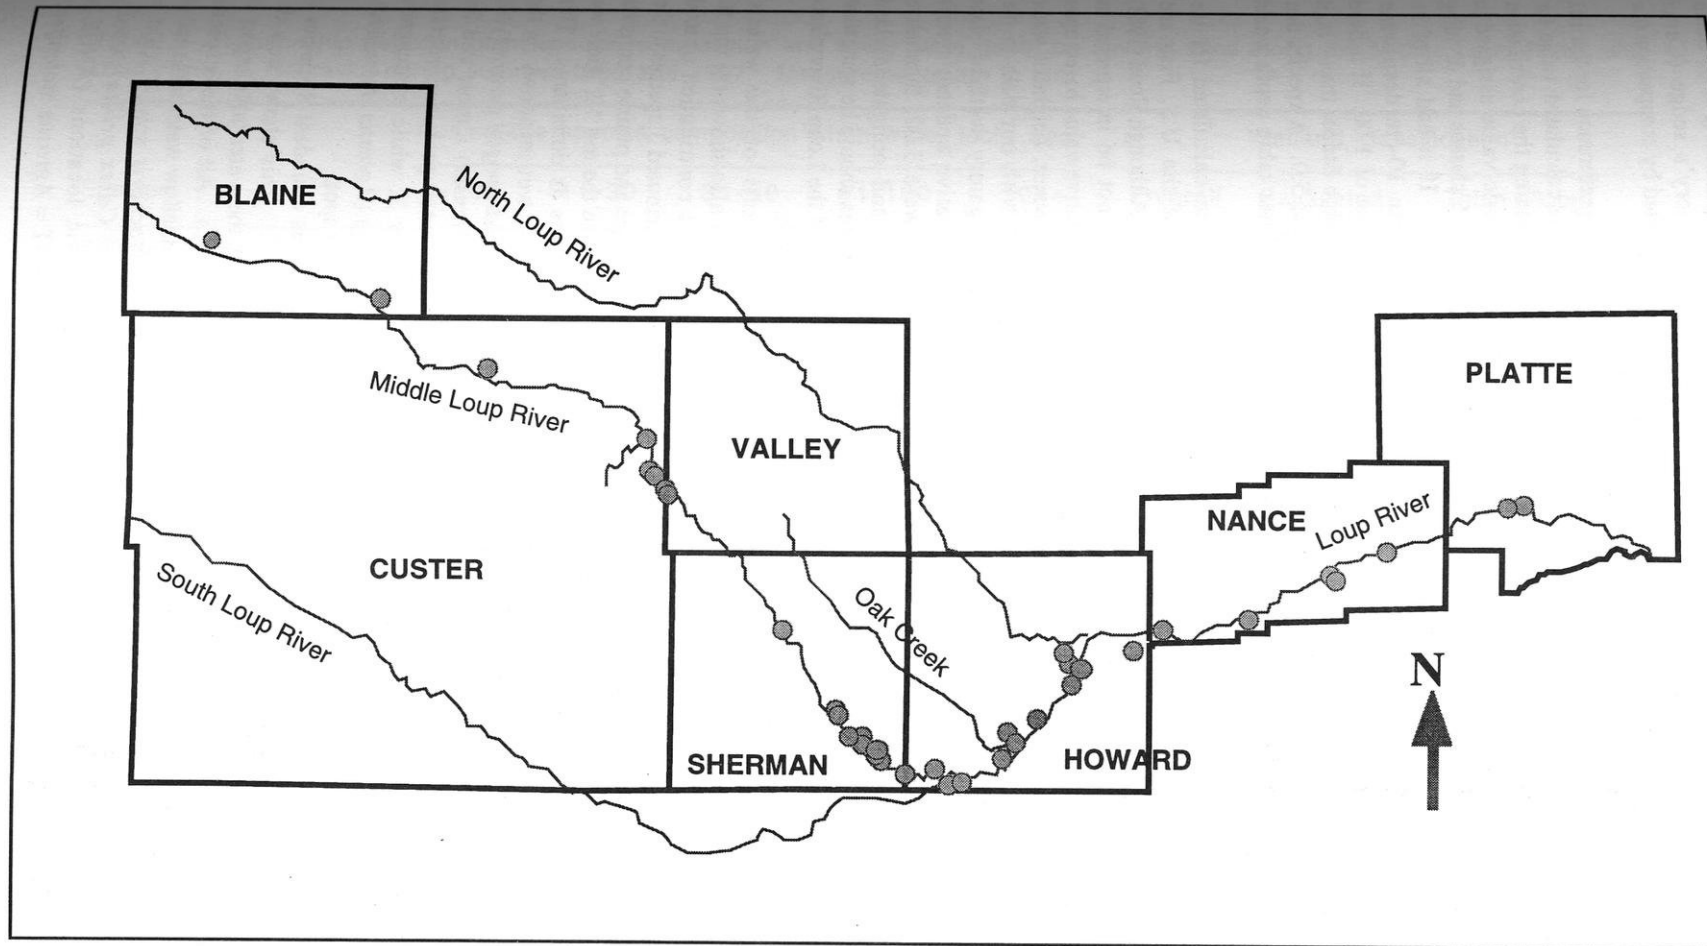 BLAINE
North Loup River
Middle Loup River
PLATTE
VALLEY
NANCE
Loup River
CUSTER
South Loup River
Oak Creek
N
SHERMAN
HOWARD